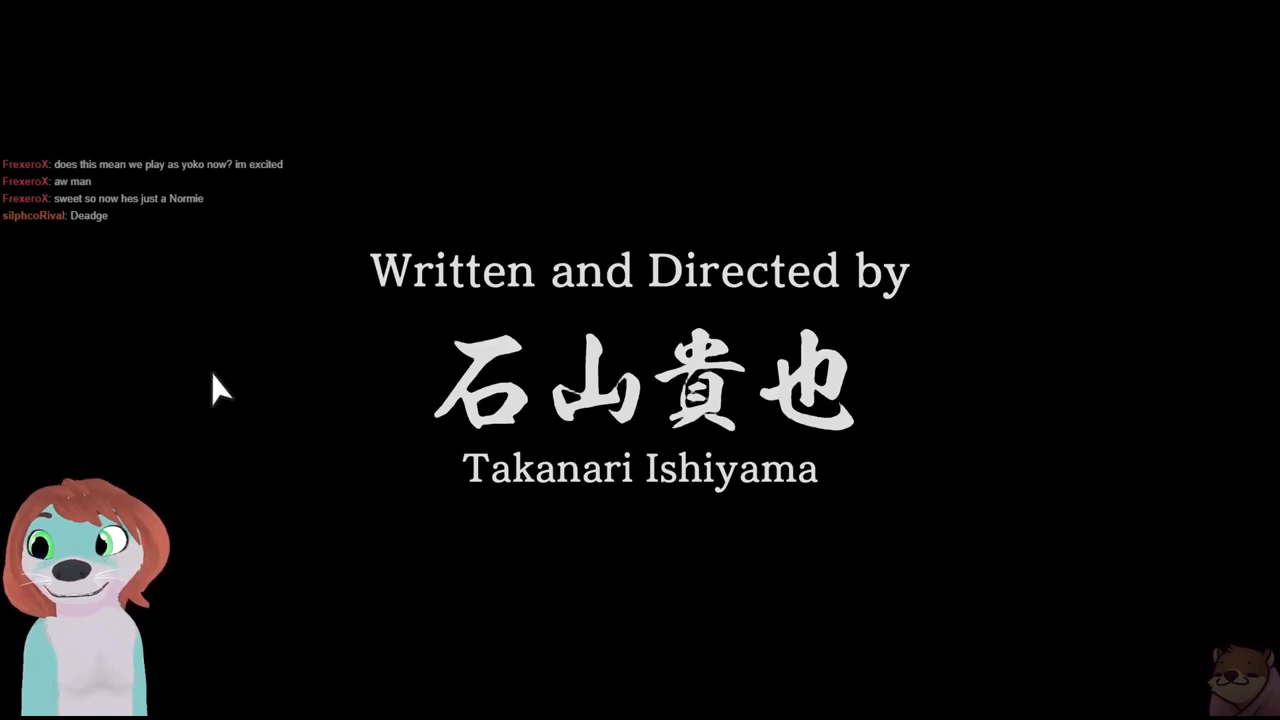 FrexeroX: does this mean we play as yoko now? im excited
FrexeroX: aw man
FrexeroX: sweet so now hes just a Normie
silphcoRival: Deadge
Written and Directed by
石山貴也
Takanari Ishiyama